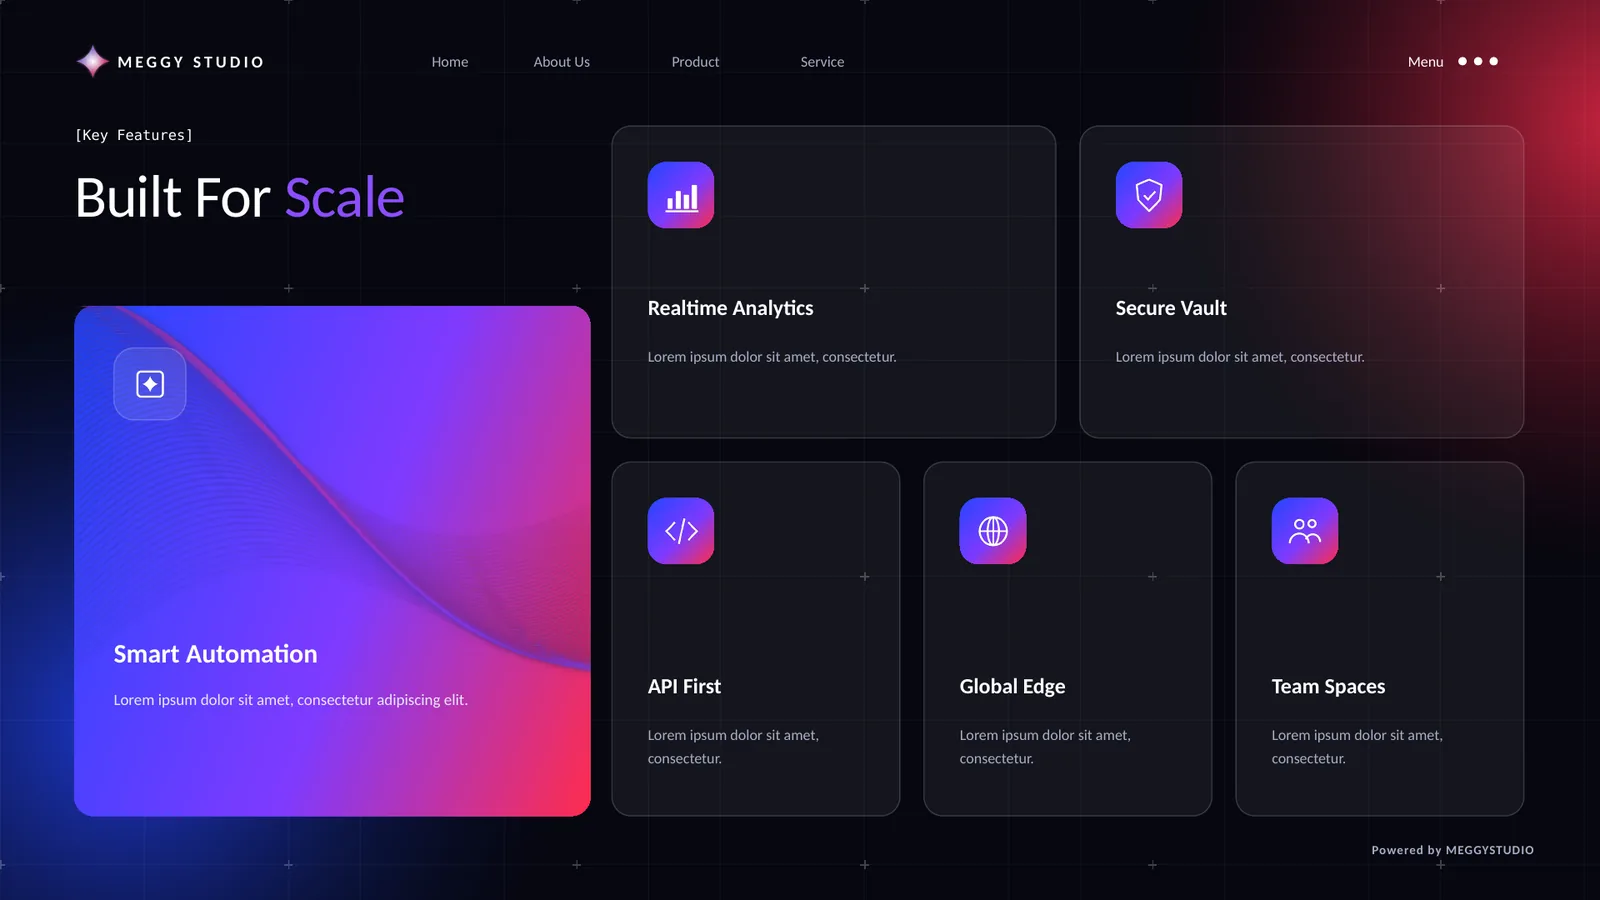 MEGGY STUDIO
Home
About Us
Product
Service
Menu
[Key Features]
Built For Scale
Smart Automation
Lorem ipsum dolor sit amet, consectetur adipiscing elit.
Realtime Analytics
Lorem ipsum dolor sit amet, consectetur.
Secure Vault
Lorem ipsum dolor sit amet, consectetur.
API First
Lorem ipsum dolor sit amet,
consectetur.
Global Edge
Lorem ipsum dolor sit amet,
consectetur.
Team Spaces
Lorem ipsum dolor sit amet,
consectetur.
Powered by MEGGYSTUDIO